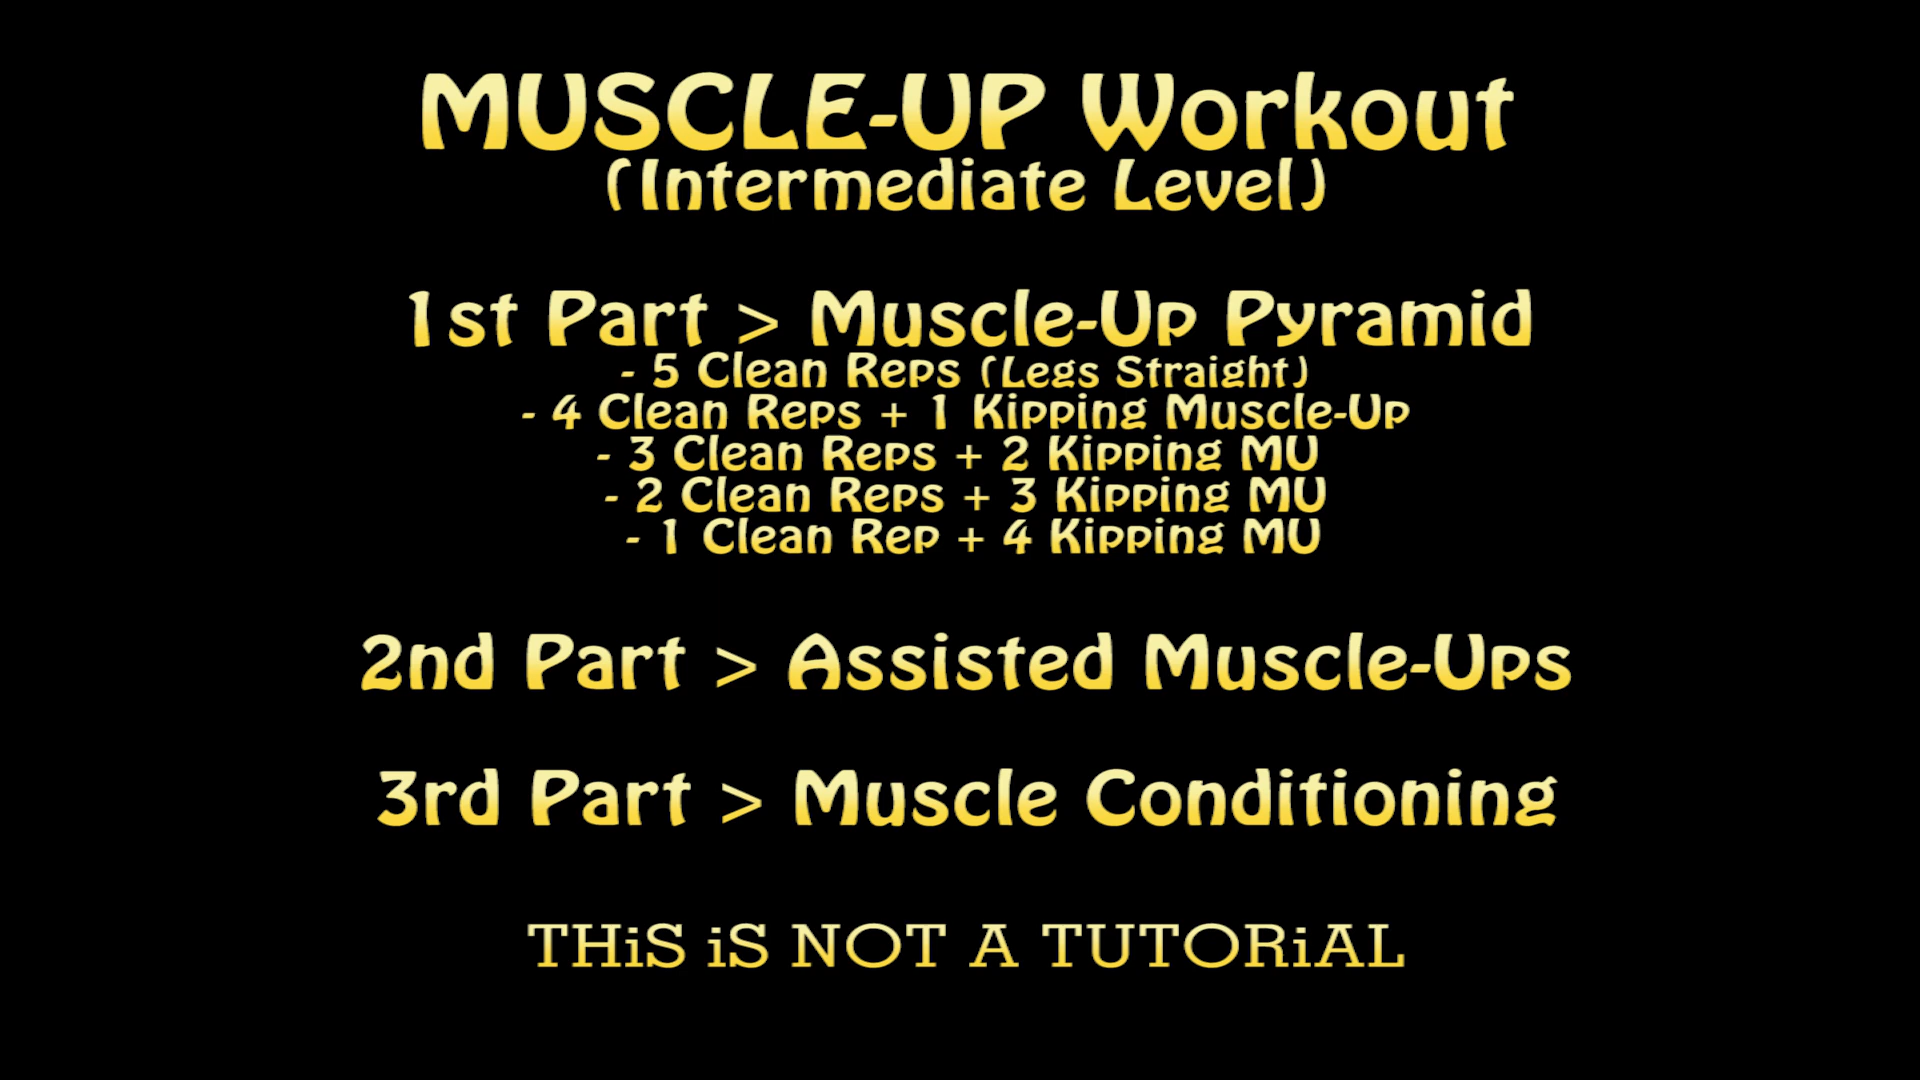 MUSCLE-UP Workout
(Intermediate Level)
1st Part > Muscle-Up Pyramid
- 5 Clean Reps (Legs Straight)
- 4 Clean Reps + 1 Kipping Muscle-Up
- 3 Clean Reps + 2 Kipping MU
- 2 Clean Reps + 3 Kipping MU
- 1 Clean Rep + 4 Kipping MU
2nd Part > Assisted Muscle-Ups
3rd Part > Muscle Conditioning
THiS iS NOT A TUTORiAL